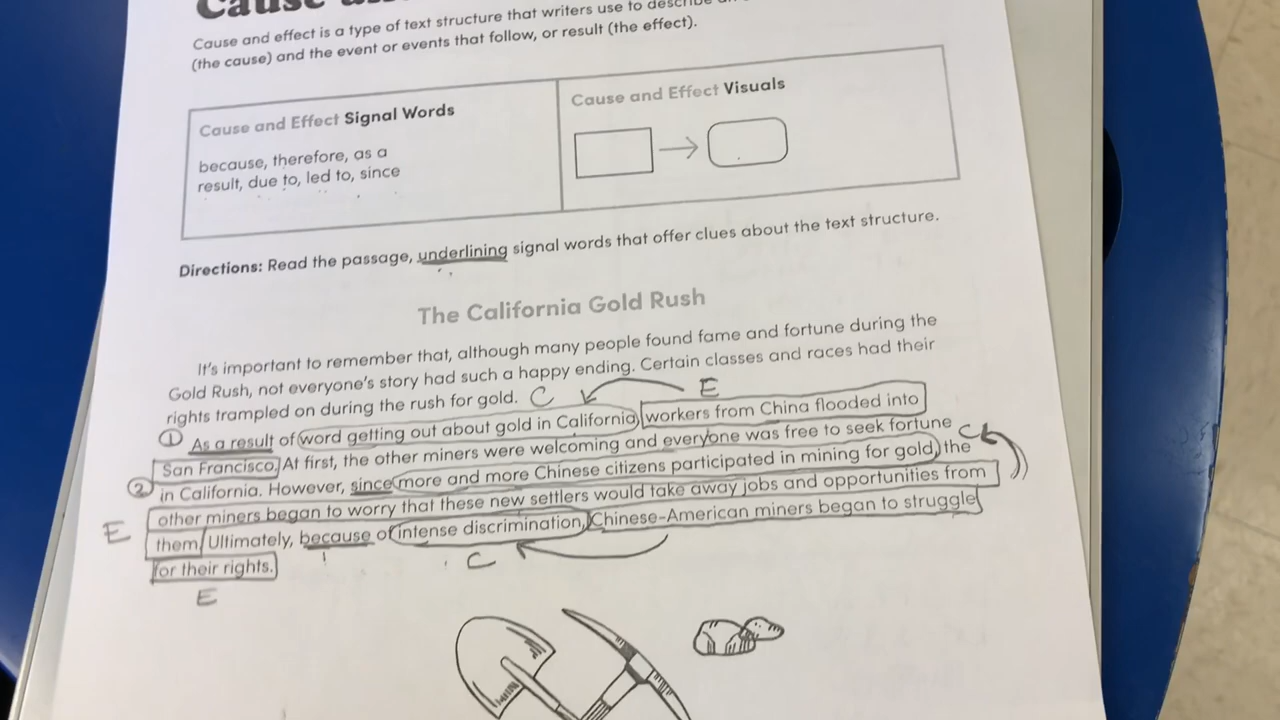 Cause
Cause and effect is a type of text structure that writers use to describe
(the cause) and the event or events that follow, or result (the effect).
Cause and Effect Signal Words
because, therefore, as a
result, due to, led to, since
Cause and Effect Visuals
Directions: Read the passage, underlining signal words that offer clues about the text structure.
The California Gold Rush
It's important to remember that, although many people found fame and fortune during the
Gold Rush, not everyone's story had such a happy ending. Certain classes and races had their
rights trampled on during the rush for gold.
C E
1 As a result of word getting out about gold in California, workers from China flooded into
San Francisco. At first, the other miners were welcoming and everyone was free to seek fortune C
2 in California. However, since more and more Chinese citizens participated in mining for gold, the
other miners began to worry that these new settlers would take away jobs and opportunities from
E them. Ultimately, because of intense discrimination, Chinese-American miners began to struggle
for their rights. C
E